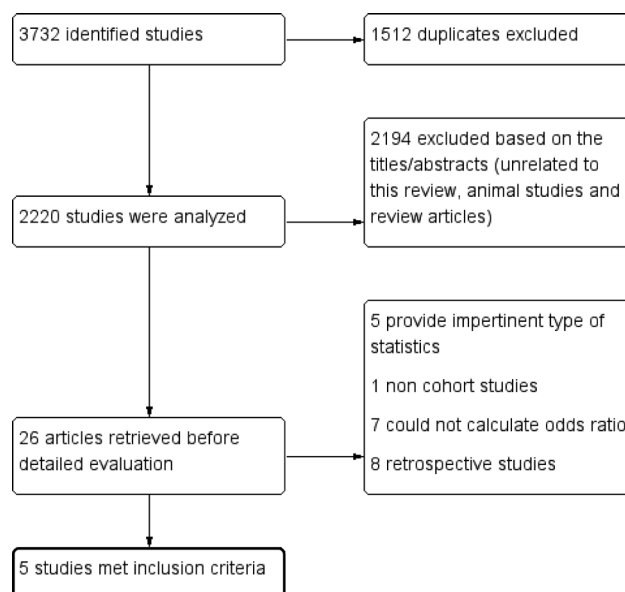 3732 identified studies
1512 duplicates excluded
2194 excluded based on the
titles/abstracts (unrelated to
this review, animal studies and
review articles)
2220 studies were analyzed
5 provide impertinent type of
statistics
1 non cohort studies
7 could not calculate odds ratio
8 retrospective studies
26 articles retrieved before
detailed evaluation
5 studies met inclusion criteria